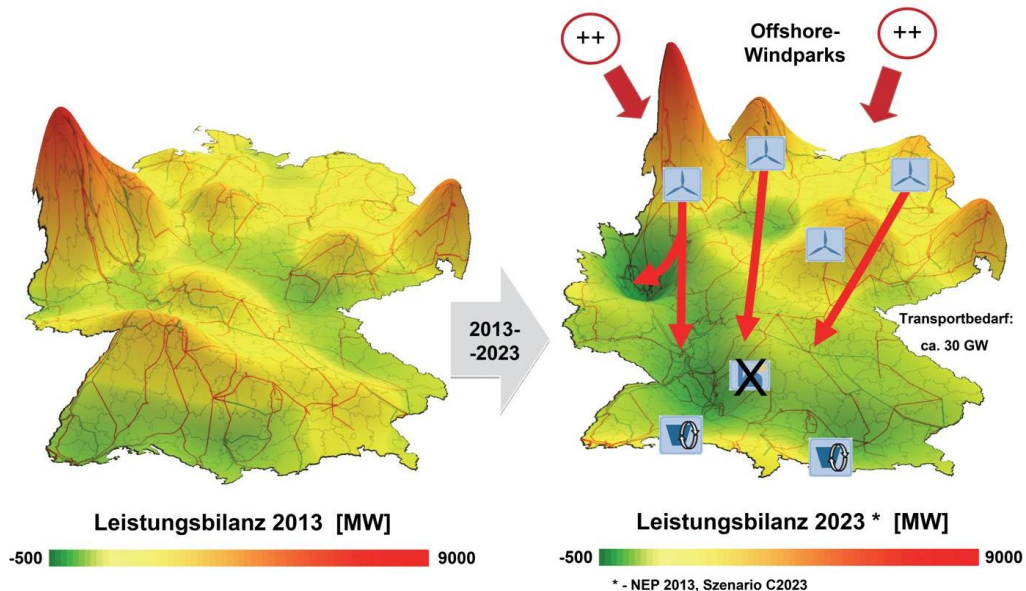 ++
Offshore-
Windparks
++
2013-
-2023
Transportbedarf:
ca. 30 GW
X
Leistungsbilanz 2013 [MW]
-500
9000
Leistungsbilanz 2023 * [MW]
-500
9000
* - NEP 2013, Szenario C2023